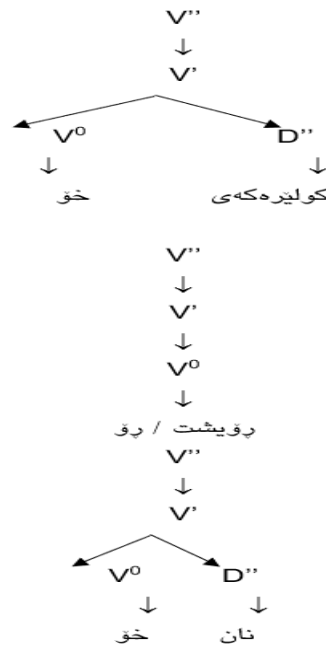 V''
↓
V'
V⁰ D''
↓ ↓
خۆ کولێرەکەی
V''
↓
V'
↓
V⁰
↓
ڕۆیشت / ڕۆ
V''
↓
V'
V⁰ D''
↓ ↓
خۆ نان